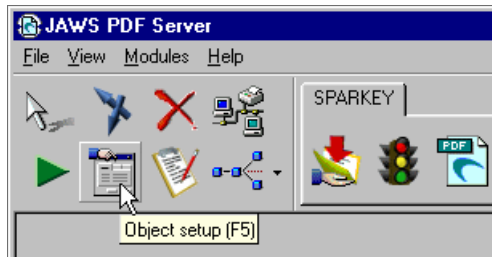 JAWS PDF Server
File View Modules Help
SPARKEY
PDF
Object setup (F5)